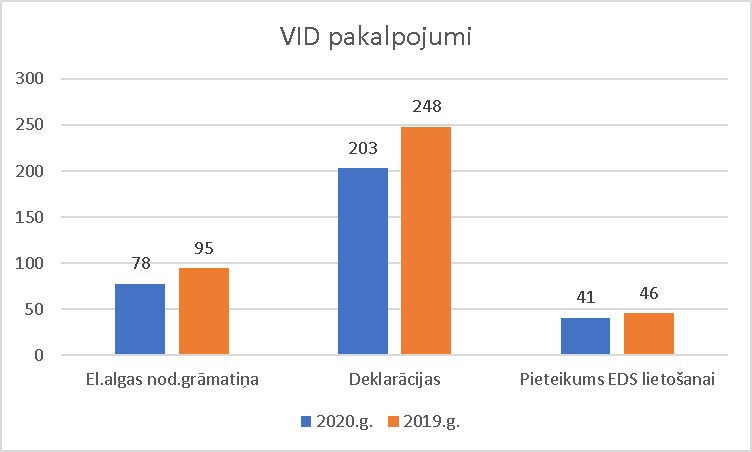 VID pakalpojumi
300
250
200
150
100
50
0
78
95
203
248
41
46
El.algas nod.grāmatiņa
Deklarācijas
Pieteikums EDS lietošanai
2020.g.
2019.g.